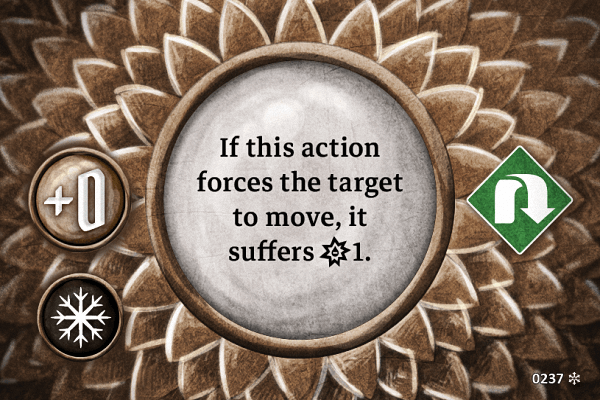 If this action
forces the target
to move, it
suffers 1.
+0
0237